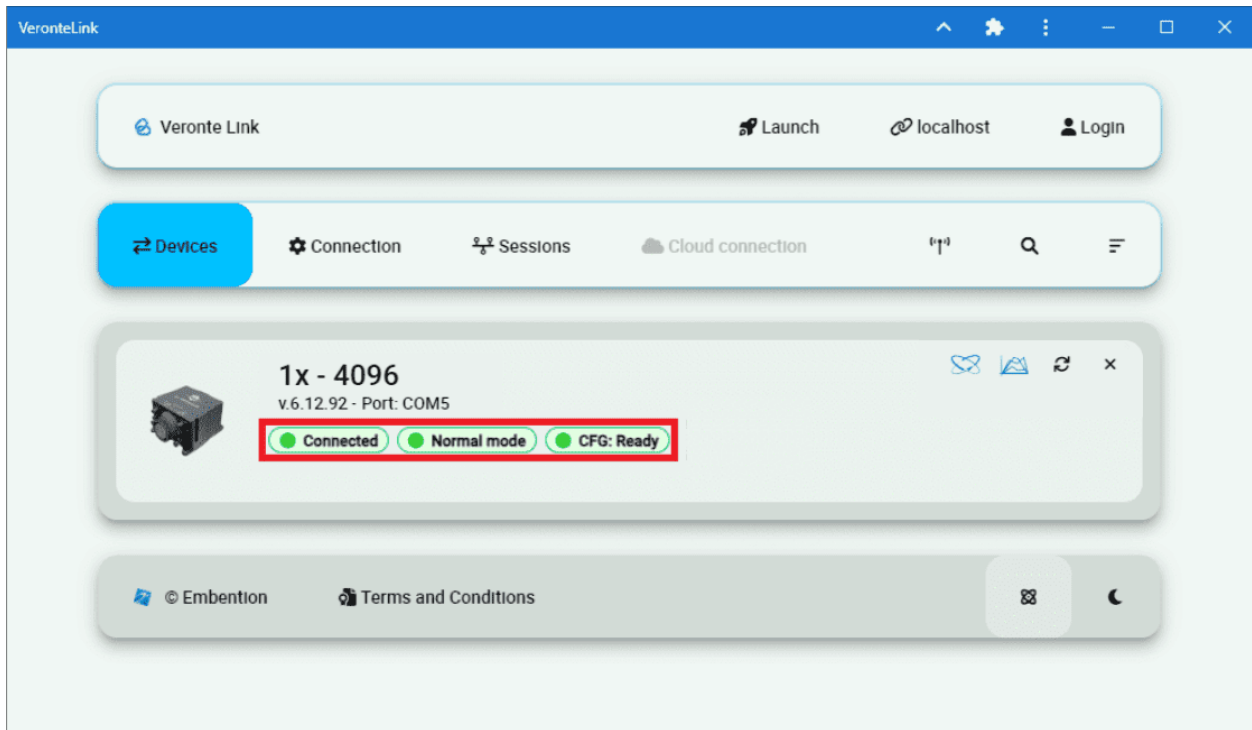 VeronteLink
Veronte Link
Launch
localhost
Login
Devices
Connection
Sessions
Cloud connection
1x - 4096
v.6.12.92 - Port: COM5
Connected
Normal mode
CFG: Ready
© Embention
Terms and Conditions